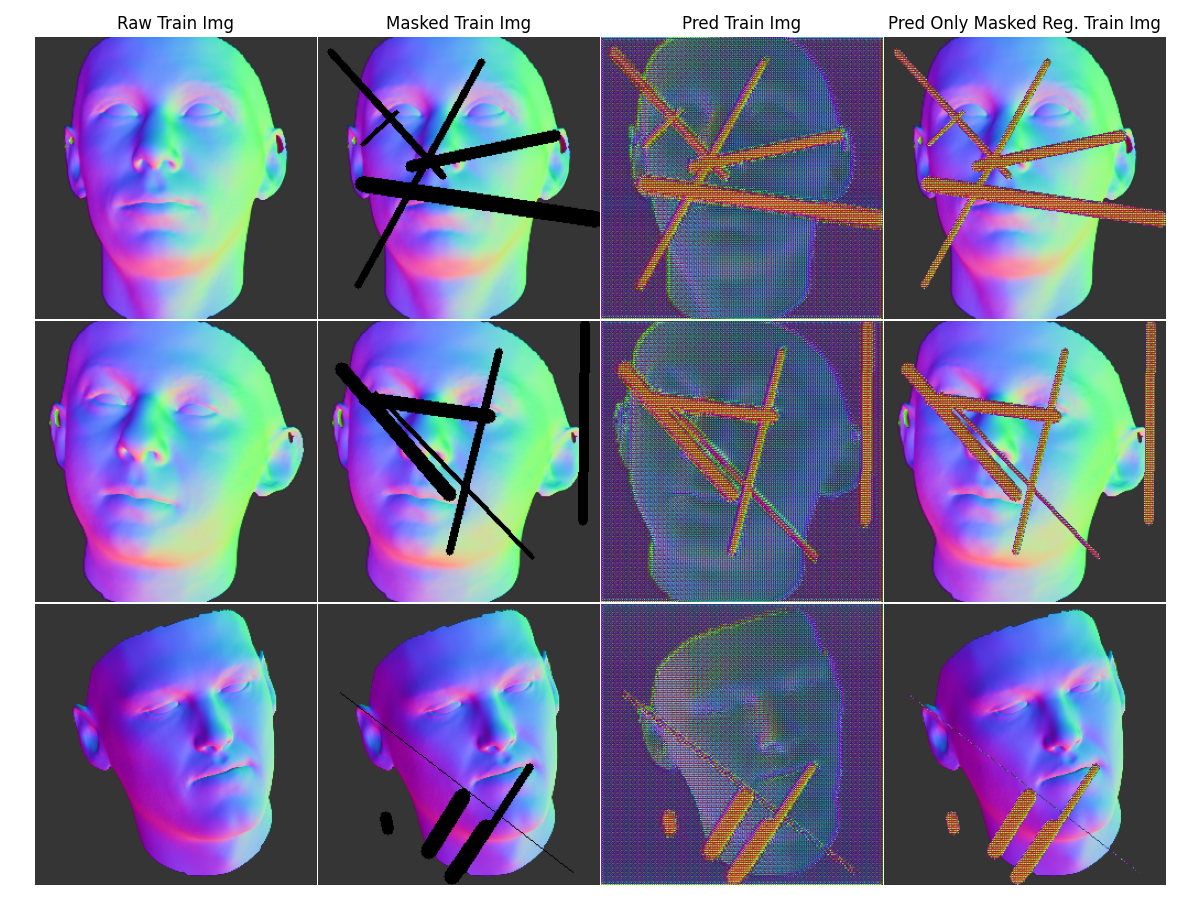 Raw Train Img
Masked Train Img
Pred Train Img
Pred Only Masked Reg. Train Img